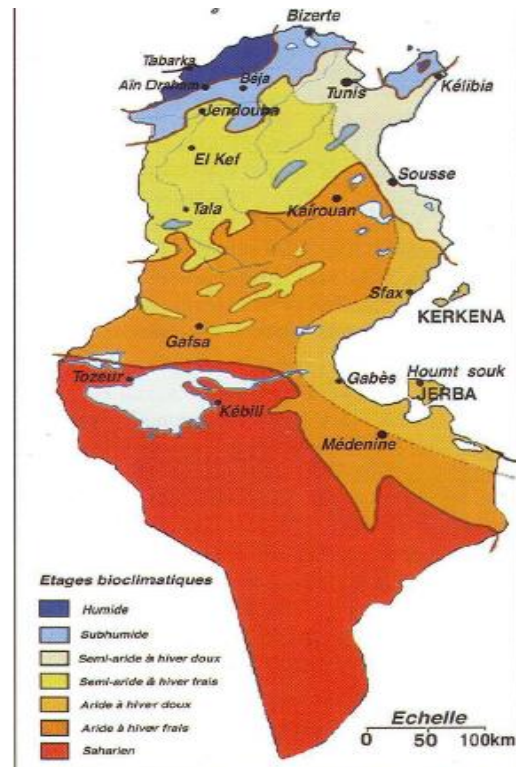 Bizerte
Tabarka
Aïn Draham
Béja
Tunis
Kélibia
Jendouba
El Kef
Sousse
Tala
Kaïrouan
Sfax
KERKENA
Gafsa
Tozeur
Gabès
Houmt souk
JERBA
Kébili
Médenine
Etages bioclimatiques
Humide
Subhumide
Semi-aride à hiver doux
Semi-aride à hiver frais
Aride à hiver doux
Aride à hiver frais
Saharien
Echelle
0 50 100km